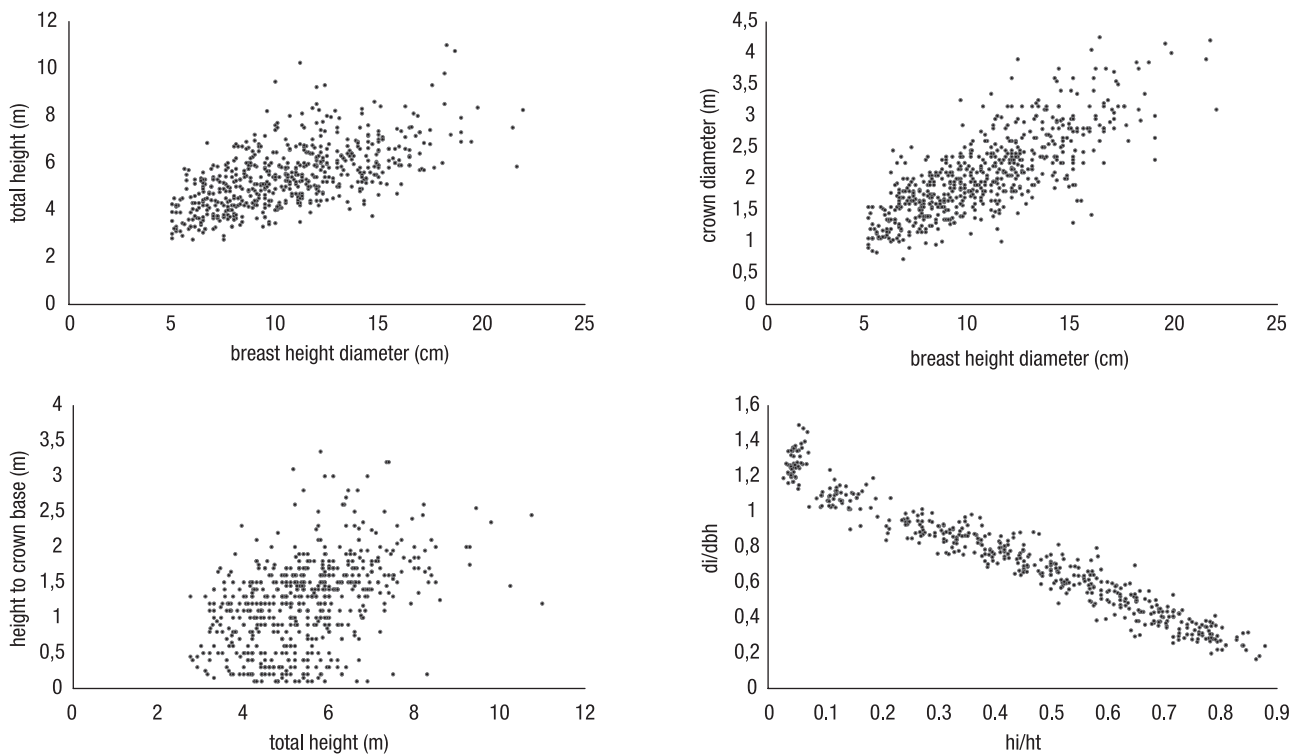 12
10
8
6
4
2
0
total height (m)
0 5 10 15 20 25
breast height diameter (cm)
4,5
4
3,5
3
2,5
2
1,5
1
0,5
0
crown diameter (m)
0 5 10 15 20 25
breast height diameter (cm)
4
3,5
3
2,5
2
1,5
1
0,5
0
height to crown base (m)
0 2 4 6 8 10 12
total height (m)
1,6
1,4
1,2
1
0,8
0,6
0,4
0,2
0
di/dbh
0 0.1 0.2 0.3 0.4 0.5 0.6 0.7 0.8 0.9
hi/ht